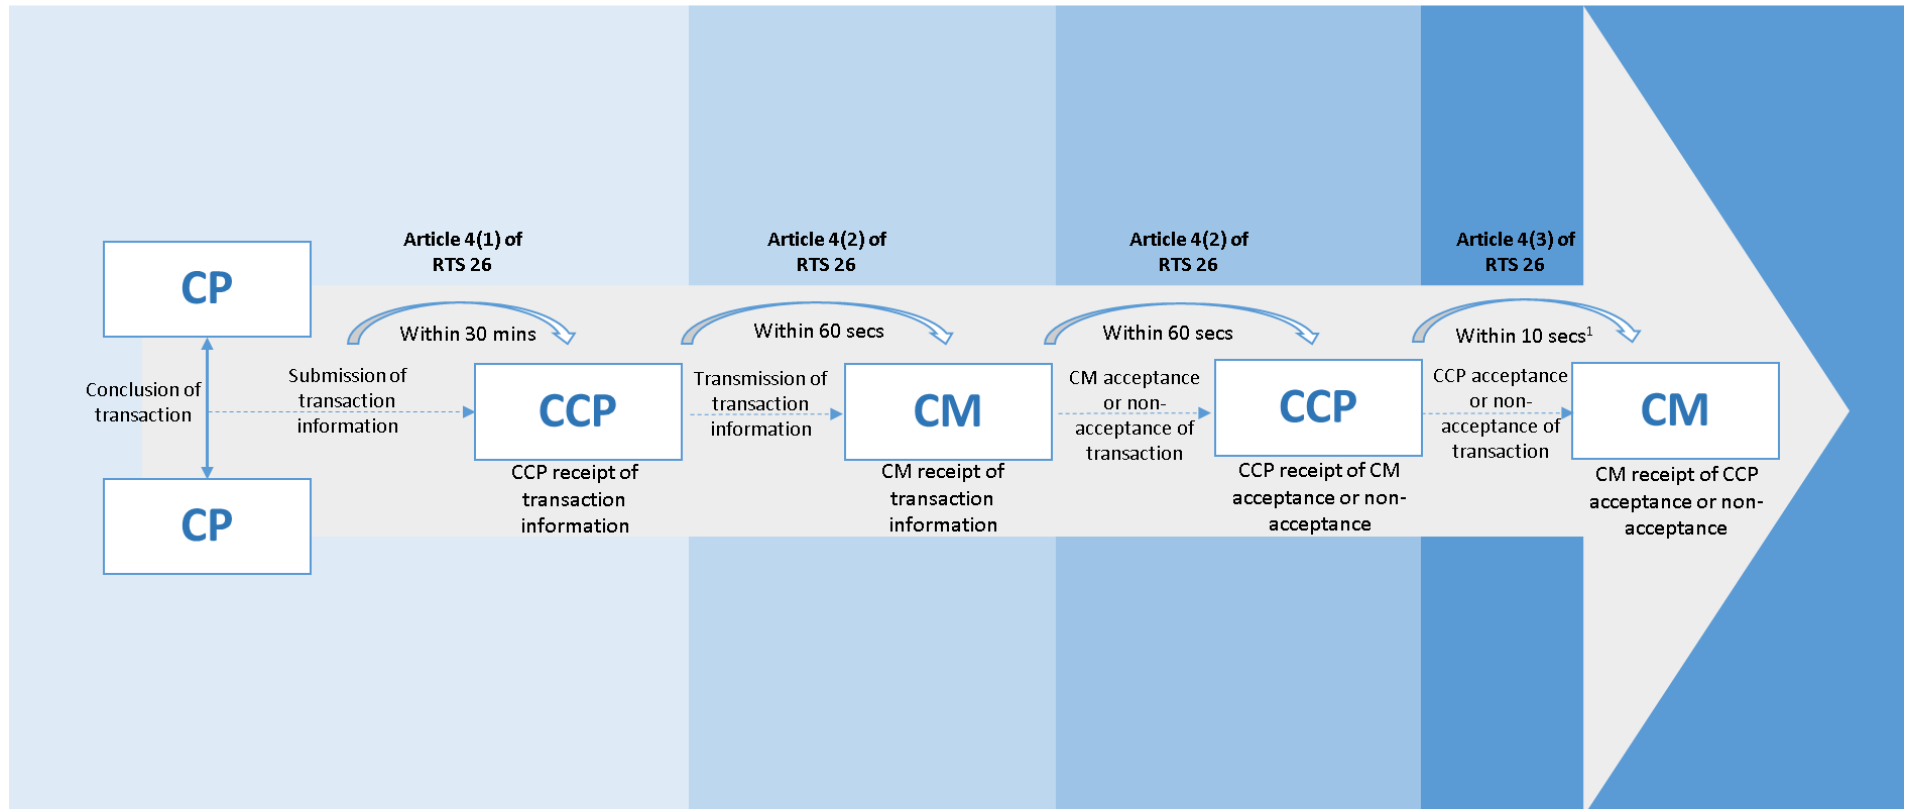 CP
Conclusion of
transaction
CP
Article 4(1) of
RTS 26
Within 30 mins
Submission of
transaction
information
CCP
CCP receipt of
transaction
information
Article 4(2) of
RTS 26
Within 60 secs
Transmission of
transaction
information
CM
CM receipt of
transaction
information
Article 4(2) of
RTS 26
Within 60 secs
CM acceptance
or non-
acceptance of
transaction
CCP
CCP receipt of CM
acceptance or non-
acceptance
Article 4(3) of
RTS 26
Within 10 secs¹
CCP acceptance
or non-
acceptance of
transaction
CM
CM receipt of CCP
acceptance or non-
acceptance